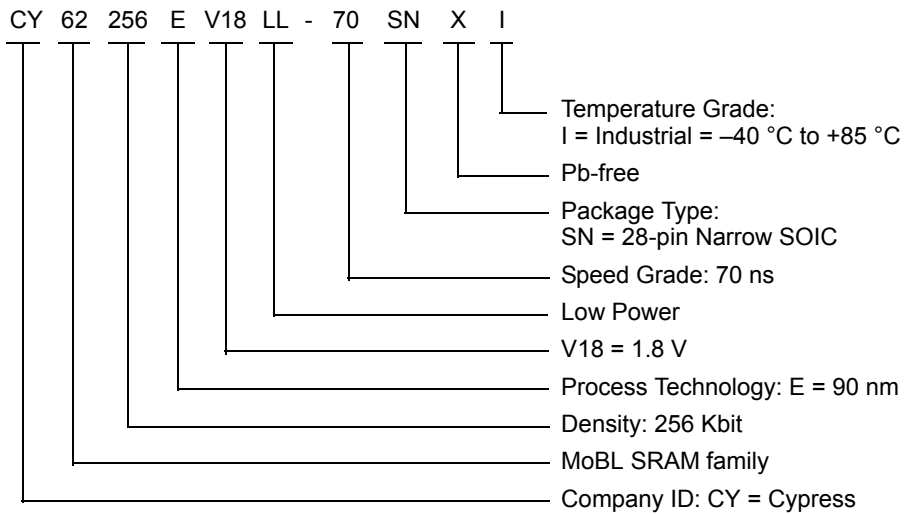 CY 62 256 E V18 LL - 70 SN X I
Temperature Grade:
I = Industrial = –40 °C to +85 °C
Pb-free
Package Type:
SN = 28-pin Narrow SOIC
Speed Grade: 70 ns
Low Power
V18 = 1.8 V
Process Technology: E = 90 nm
Density: 256 Kbit
MoBL SRAM family
Company ID: CY = Cypress